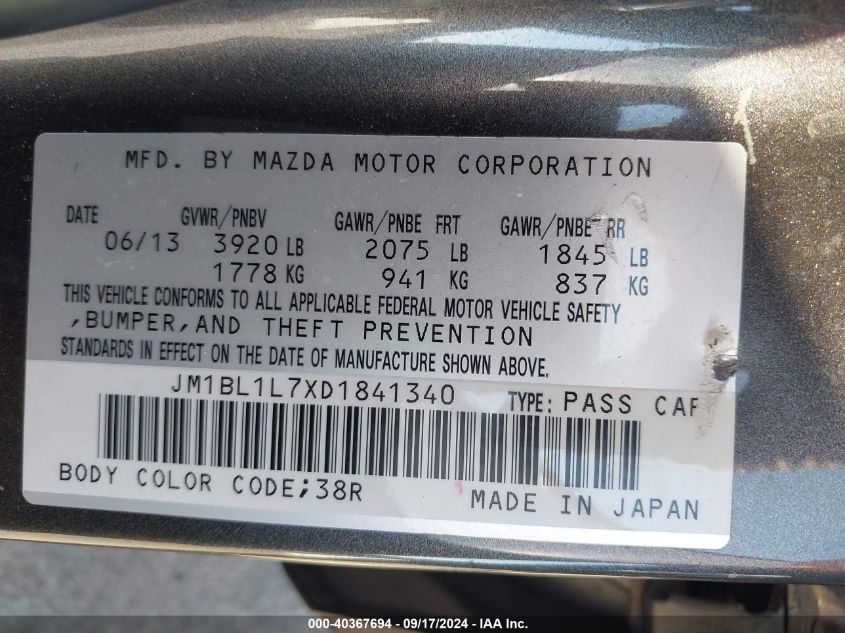 MFD. BY MAZDA MOTOR CORPORATION
DATE GVWR/PNBV GAWR/PNBE FRT GAWR/PNBE RR
06/13 3920 LB 2075 LB 1845 LB
1778 KG 941 KG 837 KG
THIS VEHICLE CONFORMS TO ALL APPLICABLE FEDERAL MOTOR VEHICLE SAFETY
,BUMPER,AND THEFT PREVENTION
STANDARDS IN EFFECT ON THE DATE OF MANUFACTURE SHOWN ABOVE.
JM1BL1L7XD1841340 TYPE: PASS CAR
BODY COLOR CODE;38R MADE IN JAPAN
000-40367694 - 09/17/2024 - IAA Inc.